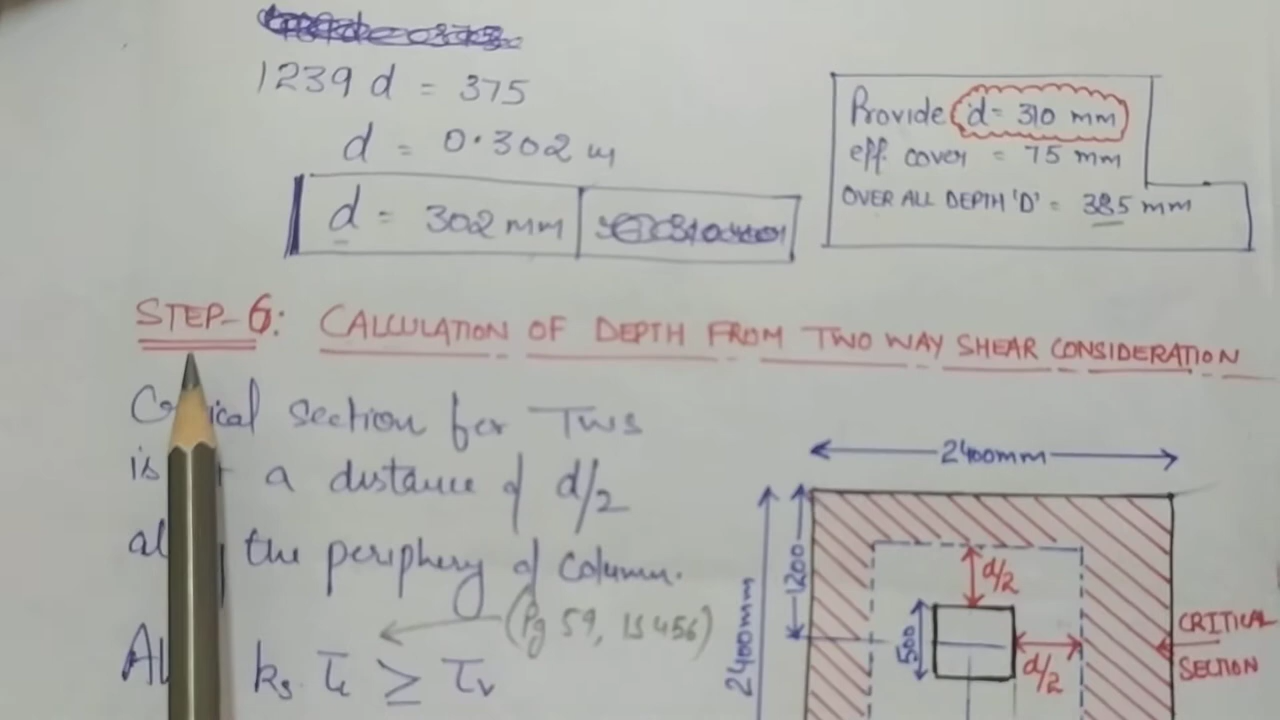 1239 d = 375
d = 0.302 m
d = 302 mm
Provide d = 310 mm
eff. cover = 75 mm
OVER ALL DEPTH 'D' = 385 mm
STEP-6: CALCULATION OF DEPTH FROM TWO WAY SHEAR CONSIDERATION
section for TWS
is a distance of d/2
the periphery of column.
(Pg 59, IS 456)
ks τc ≥ τv
2400mm
1200
2400mm
500
d/2
d/2
CRITICAL
SECTION